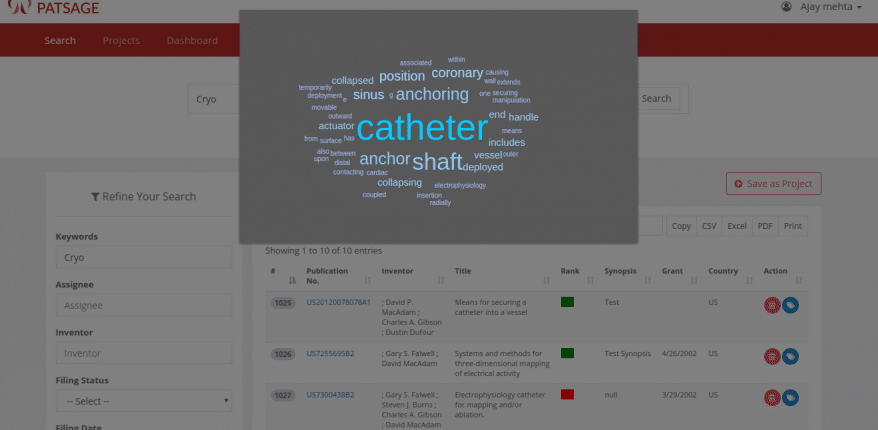 PATSAGE
Ajay mehta
Search Projects Dashboard
Cryo
Search
associated within
collapsed position coronary causing
wall extends
temporarily
deployment e sinus g anchoring one securing
manipulation
movable
outward
actuator catheter end handle
means
from surface has
includes
also between
upon distal anchor shaft vessel outer
deployed
contacting cardiac
collapsing electrophysiology
coupled insertion
radially
Refine Your Search
Save as Project
Copy CSV Excel PDF Print
Showing 1 to 10 of 10 entries
Keywords
Cryo
Assignee
Assignee
Inventor
Inventor
Filing Status
-- Select --
Filing Date
# Publication No. Inventor Title Rank Synopsis Grant Country Action
1025 US20120078078A1 ; David P. Means for securing a Test US
MacAdam ; catheter into a vessel
Charles A. Gibson
; Dustin Dufour
1026 US7255695B2 ; Gary S. Falwell ; Systems and methods for Test Synopsis 4/26/2002 US
David MacAdam three-dimensional mapping
of electrical activity
1027 US7300438B2 ; Gary S. Falwell ; Electrophysiology catheter null 3/29/2002 US
Steven J. Burns ; for mapping and/or
Charles A. Gibson ablation.
; David MacAdam